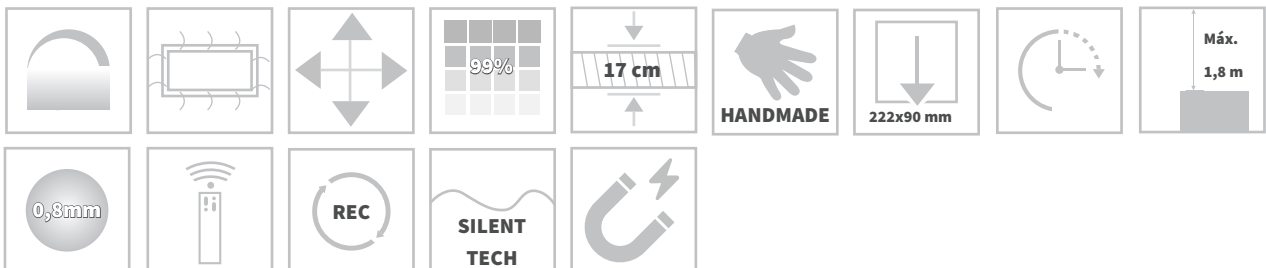 99%
17 cm
HANDMADE
222x90 mm
Máx.
1,8 m
0,8mm
REC
SILENT
TECH